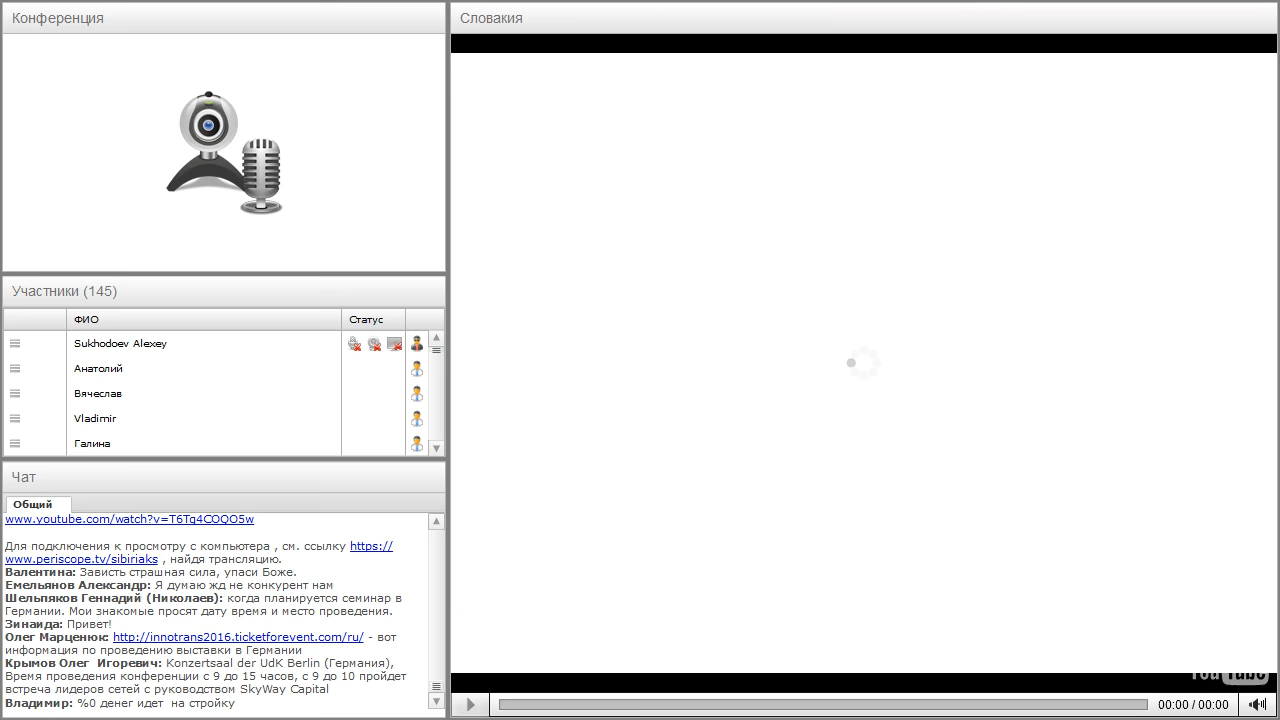 Конференция
Словакия
Участники (145)
ФИО
Статус
Sukhodoev Alexey
Анатолий
Вячеслав
Vladimir
Галина
Чат
Общий
www.youtube.com/watch?v=T6Tq4COQO5w
Для подключения к просмотру с компьютера , см. ссылку https://
www.periscope.tv/sibiriaks , найдя трансляцию.
Валентина: Зависть страшная сила, упаси Боже.
Емельянов Александр: Я думаю жд не конкурент нам
Шельпяков Геннадий (Николаев): когда планируется семинар в
Германии. Мои знакомые просят дату время и место проведения.
Зинаида: Привет!
Олег Марценюк: http://innotrans2016.ticketforevent.com/ru/ - вот
информация по проведению выставки в Германии
Крымов Олег Игоревич: Konzertsaal der UdK Berlin (Германия),
Время проведения конференции с 9 до 15 часов, с 9 до 10 пройдет
встреча лидеров сетей с руководством SkyWay Capital
Владимир: %0 денег идет на стройку
YouTube
00:00 / 00:00